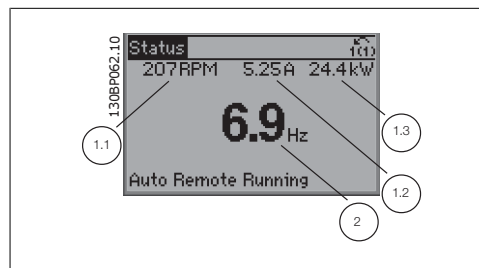 130BP062.10
Status
1(1)
207RPM 5.25A 24.4kW
6.9Hz
Auto Remote Running
1.1
1.3
1.2
2